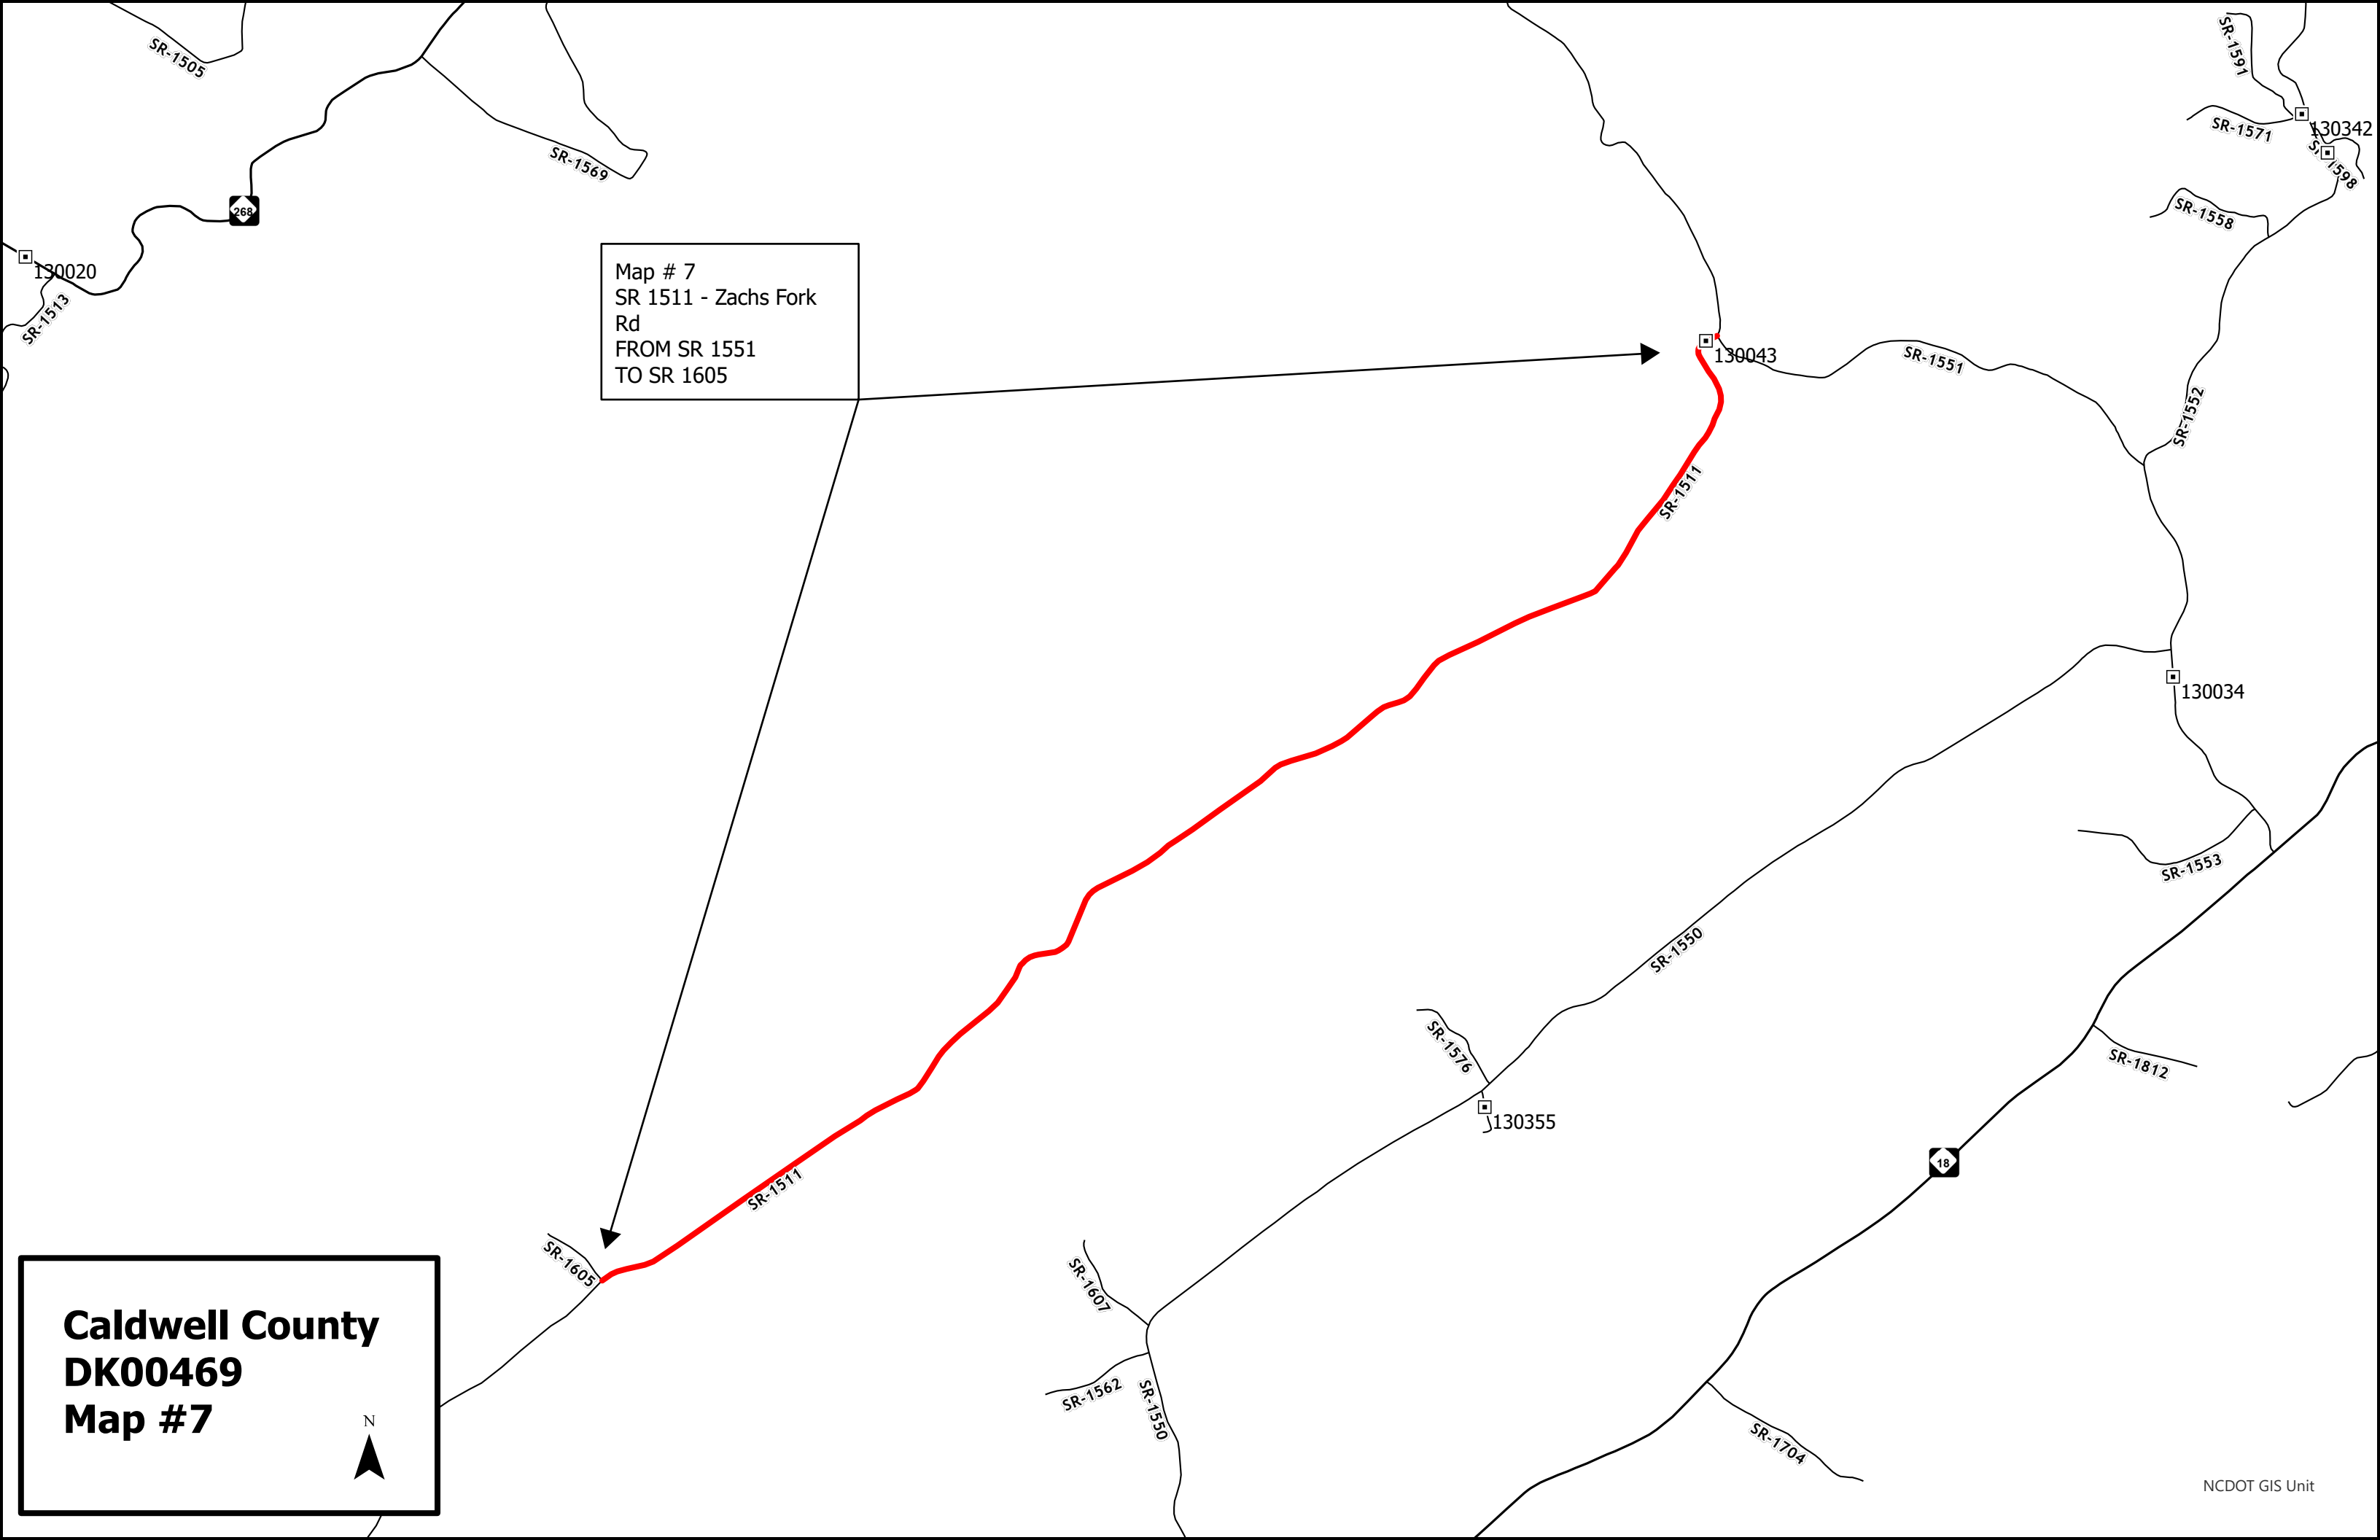 SR-1505
SR-1591
130342
SR-1571
SR-1598
SR-1569
SR-1558
268
130020
SR-1513
Map # 7
SR 1511 - Zachs Fork
Rd
FROM SR 1551
TO SR 1605
130043
SR-1551
SR-1552
SR-1511
130034
SR-1553
SR-1550
SR-1576
SR-1812
130355
18
SR-1511
SR-1605
SR-1607
SR-1562
SR-1550
SR-1704
Caldwell County
DK00469
Map #7
N
NCDOT GIS Unit